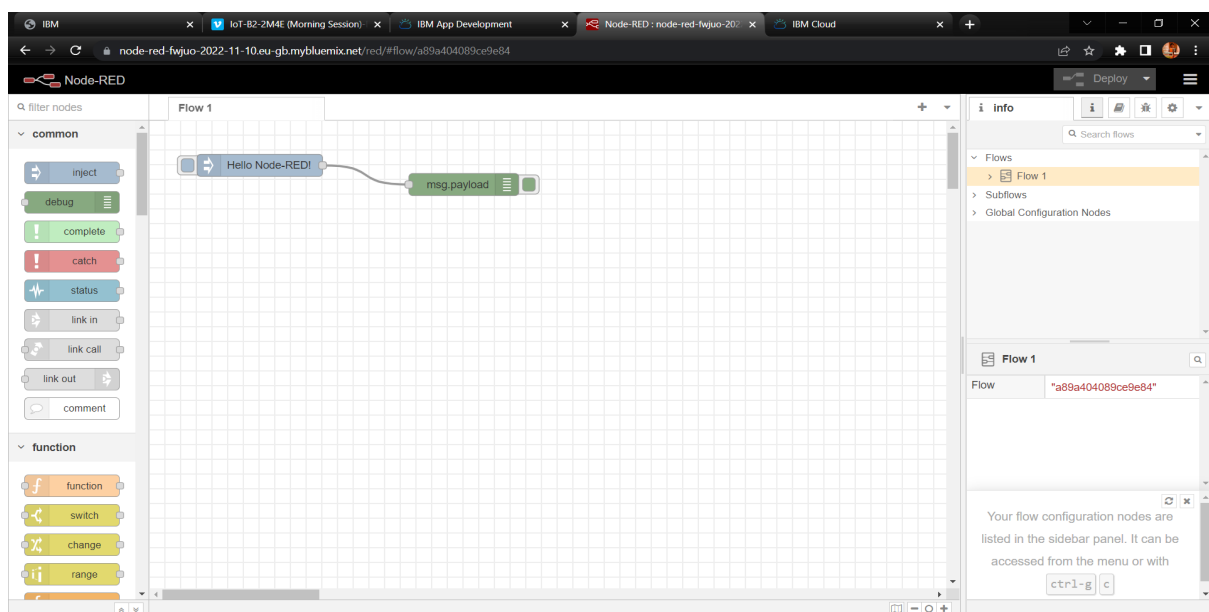 IBM
IoT-B2-2M4E (Morning Session)-
IBM App Development
Node-RED : node-red-fwjuo-202
IBM Cloud
node-red-fwjuo-2022-11-10.eu-gb.mybluemix.net/red/#flow/a89a404089ce9e84
Node-RED
Deploy
filter nodes
Flow 1
i info
i
Search flows
common
inject
debug
complete
catch
status
link in
link call
link out
comment
function
function
switch
change
range
Hello Node-RED!
msg.payload
Flows
Flow 1
Subflows
Global Configuration Nodes
Flow 1
Flow "a89a404089ce9e84"
Your flow configuration nodes are
listed in the sidebar panel. It can be
accessed from the menu or with
ctrl-g c